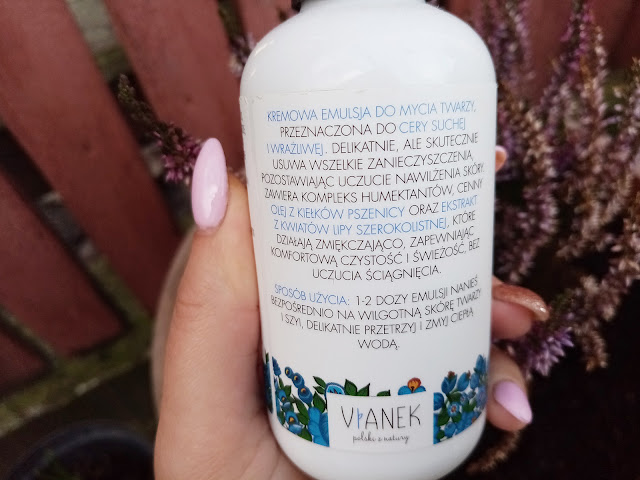 KREMOWA EMULSJA DO MYCIA TWARZY,
PRZEZNACZONA DO CERY SUCHEJ
I WRAŻLIWEJ. DELIKATNIE, ALE SKUTECZNIE
USUWA WSZELKIE ZANIECZYSZCZENIA,
POZOSTAWIAJĄC UCZUCIE NAWILŻENIA SKÓRY.
ZAWIERA KOMPLEKS HUMEKTANTÓW, CENNY
OLEJ Z KIEŁKÓW PSZENICY ORAZ EKSTRAKT
Z KWIATÓW LIPY SZEROKOLISTNEJ, KTÓRE
DZIAŁAJĄ ZMIĘKCZAJĄCO, ZAPEWNIAJĄC
KOMFORTOWĄ CZYSTOŚĆ I ŚWIEŻOŚĆ, BEZ
UCZUCIA ŚCIĄGNIĘCIA.
SPOSÓB UŻYCIA: 1-2 DOZY EMULSJI NANIEŚ
BEZPOŚREDNIO NA WILGOTNĄ SKÓRĘ TWARZY
I SZYI, DELIKATNIE PRZETRZYJ I ZMYJ CIEPŁĄ
WODĄ.
VIANEK
polski z natury